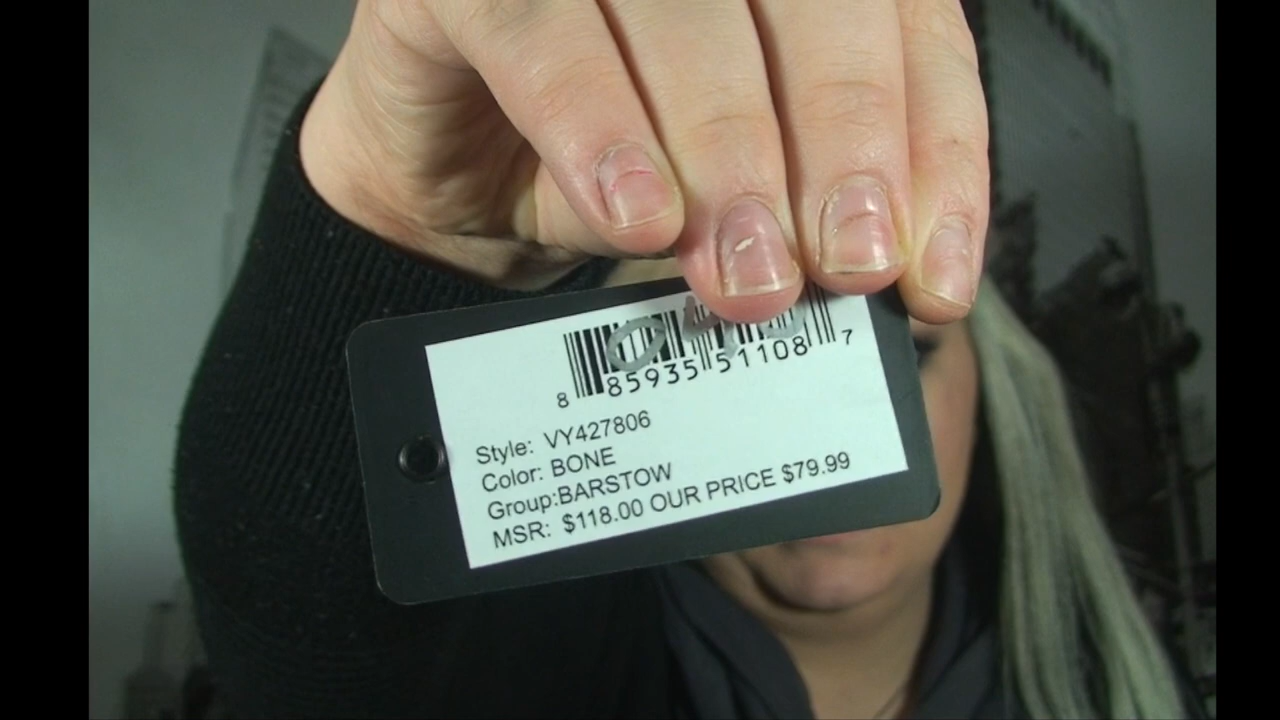 8 85935 51108 7
Style: VY427806
Color: BONE
Group:BARSTOW
MSR: $118.00 OUR PRICE $79.99